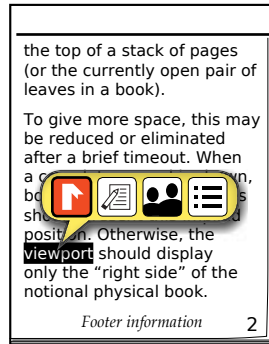 the top of a stack of pages
(or the currently open pair of
leaves in a book).
To give more space, this may
be reduced or eliminated
after a brief timeout. When
a
position. Otherwise, the
viewport should display
only the “right side” of the
notional physical book.
Footer information 2